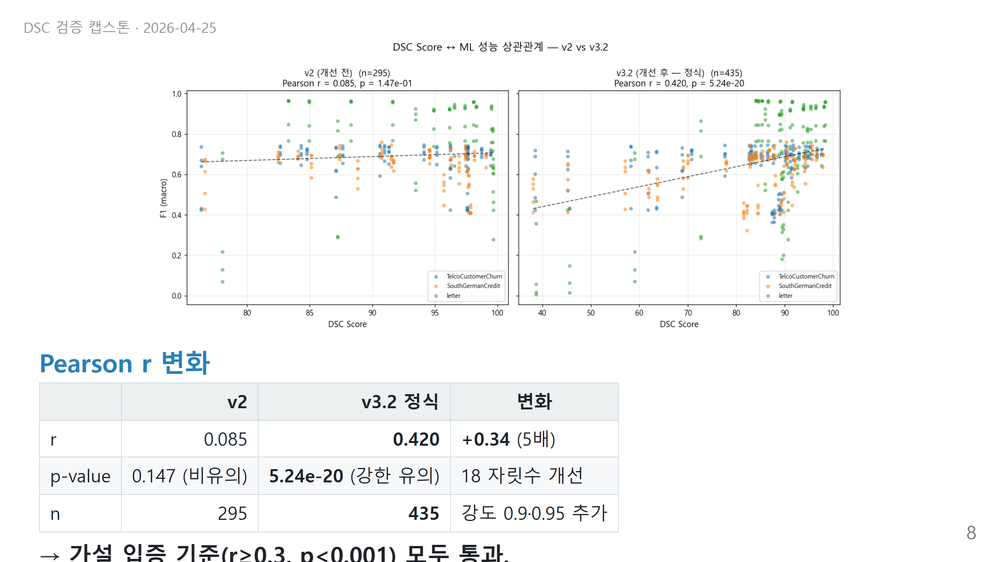 DSC 검증 캡스톤 · 2026-04-25
DSC Score ↔ ML 성능 상관관계 — v2 vs v3.2
v2 (개선 전)  (n=295)
Pearson r = 0.085, p = 1.47e-01
v3.2 (개선 후 — 정식)  (n=435)
Pearson r = 0.420, p = 5.24e-20
1.0
0.8
0.6
0.4
0.2
0.0
F1 (macro)
TelcoCustomerChurn
SouthGermanCredit
letter
TelcoCustomerChurn
SouthGermanCredit
letter
80 85 90 95 100
40 50 60 70 80 90 100
DSC Score
DSC Score
Pearson r 변화
v2 v3.2 정식 변화
r 0.085 0.420 +0.34 (5배)
p-value 0.147 (비유의) 5.24e-20 (강한 유의) 18 자릿수 개선
n 295 435 강도 0.9·0.95 추가
→ 가설 입증 기준(r≥0.3, p<0.001) 모두 통과.
8